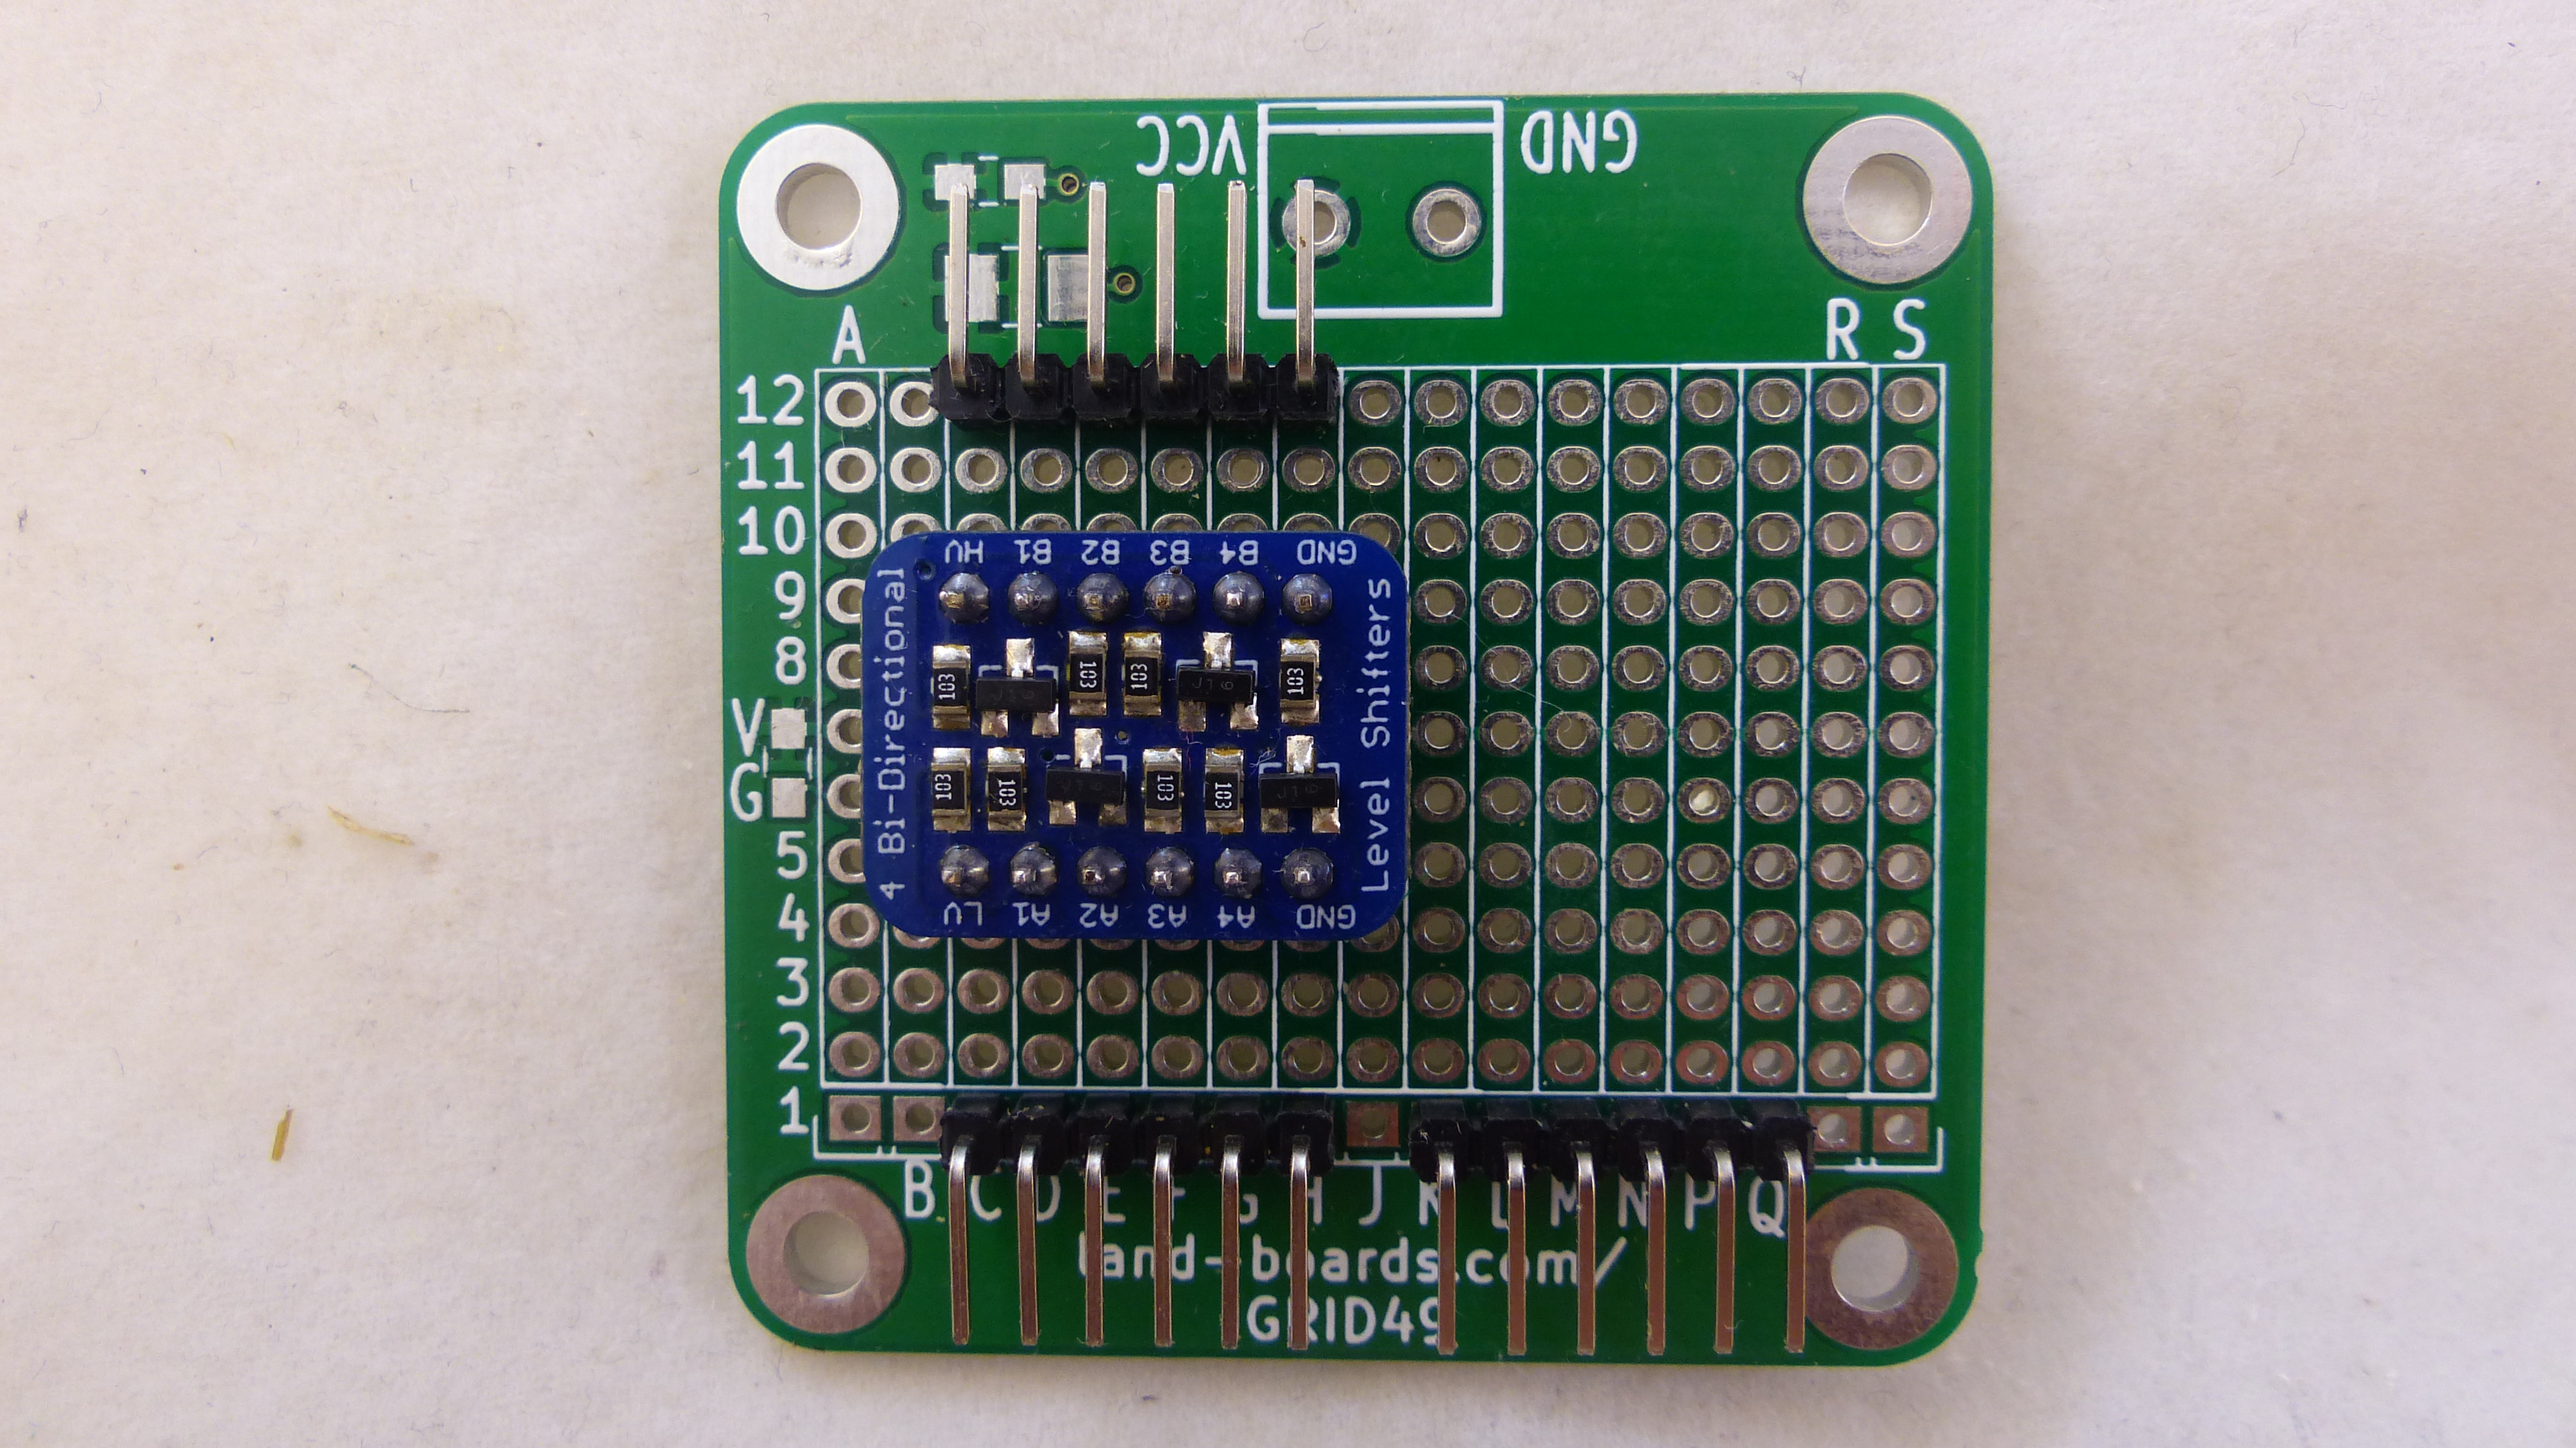 VCC
GND
A
R S
12
11
10
9
8
V
G
5
4
3
2
1
HV B1 B2 B3 B4 GND
4 Bi-Directional
Level Shifters
103
103
103
103
103
103
103
103
LV A1 A2 A3 A4 GND
B C D E F G H J K L M N P Q
land-boards.com/
GRID49